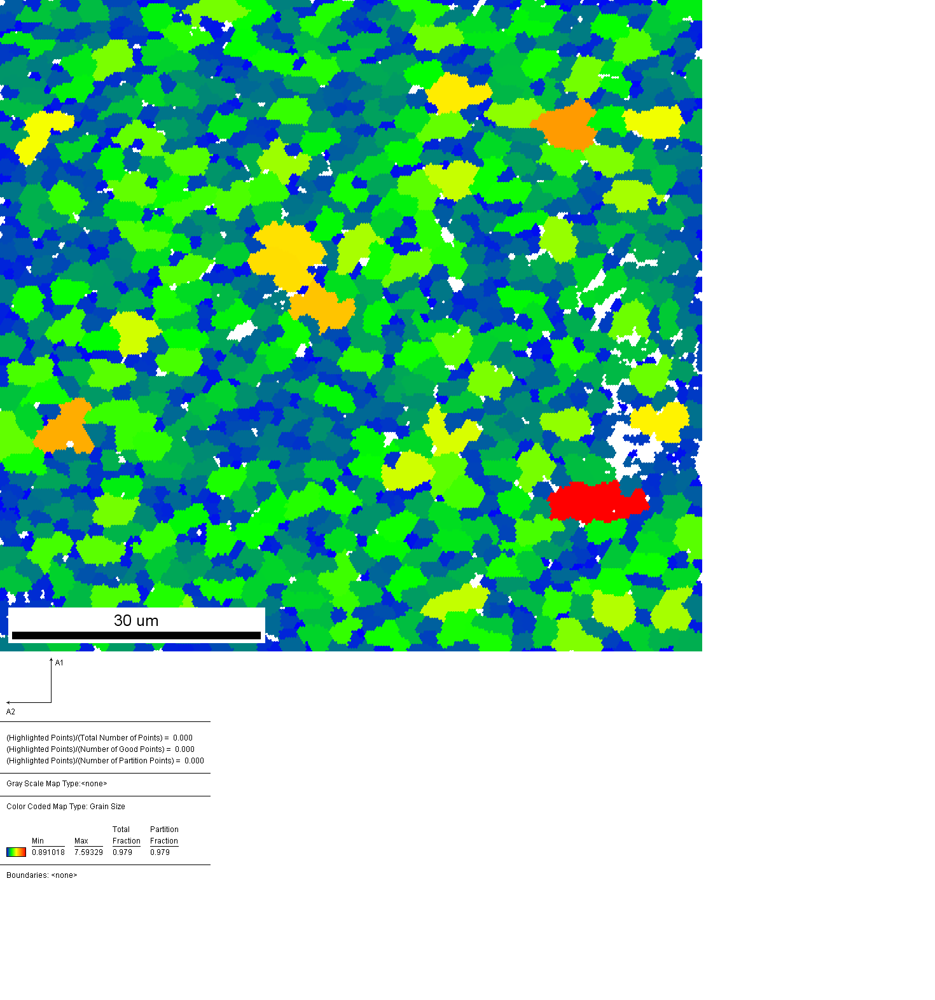 30 um
A1
A2
(Highlighted Points)/(Total Number of Points) = 0.000
(Highlighted Points)/(Number of Good Points) = 0.000
(Highlighted Points)/(Number of Partition Points) = 0.000
Gray Scale Map Type:<none>
Color Coded Map Type: Grain Size
Total Partition
Min Max Fraction Fraction
0.891018 7.59329 0.979 0.979
Boundaries: <none>